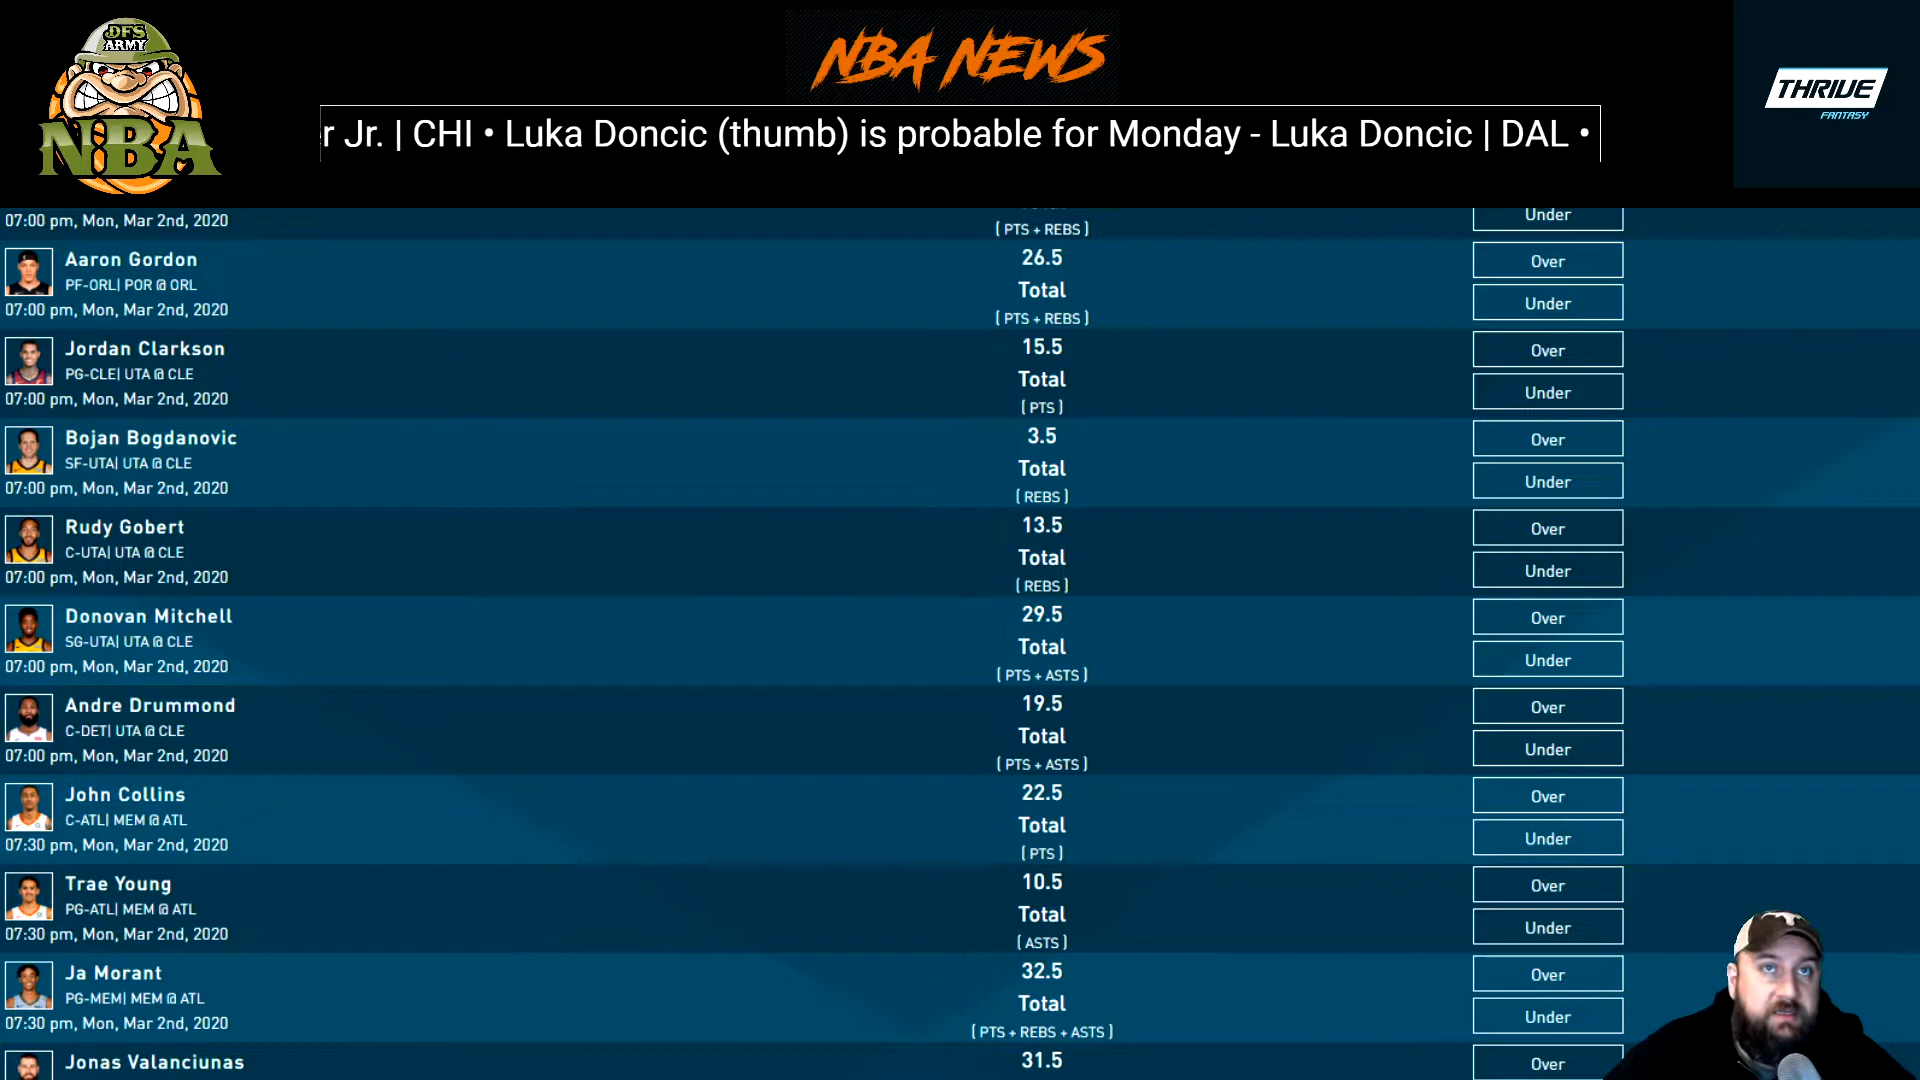 DFS
ARMY
NBA
NBA NEWS
THRIVE
FANTASY
r Jr. | CHI • Luka Doncic (thumb) is probable for Monday - Luka Doncic | DAL •
07:00 pm, Mon, Mar 2nd, 2020
( PTS + REBS )
Under
Aaron Gordon
PF-ORL| POR @ ORL
07:00 pm, Mon, Mar 2nd, 2020
26.5
Total
( PTS + REBS )
Over
Under
Jordan Clarkson
PG-CLE| UTA @ CLE
07:00 pm, Mon, Mar 2nd, 2020
15.5
Total
( PTS )
Over
Under
Bojan Bogdanovic
SF-UTA| UTA @ CLE
07:00 pm, Mon, Mar 2nd, 2020
3.5
Total
( REBS )
Over
Under
Rudy Gobert
C-UTA| UTA @ CLE
07:00 pm, Mon, Mar 2nd, 2020
13.5
Total
( REBS )
Over
Under
Donovan Mitchell
SG-UTA| UTA @ CLE
07:00 pm, Mon, Mar 2nd, 2020
29.5
Total
( PTS + ASTS )
Over
Under
Andre Drummond
C-DET| UTA @ CLE
07:00 pm, Mon, Mar 2nd, 2020
19.5
Total
( PTS + ASTS )
Over
Under
John Collins
C-ATL| MEM @ ATL
07:30 pm, Mon, Mar 2nd, 2020
22.5
Total
( PTS )
Over
Under
Trae Young
PG-ATL| MEM @ ATL
07:30 pm, Mon, Mar 2nd, 2020
10.5
Total
( ASTS )
Over
Under
Ja Morant
PG-MEM| MEM @ ATL
07:30 pm, Mon, Mar 2nd, 2020
32.5
Total
( PTS + REBS + ASTS )
Over
Under
Jonas Valanciunas
31.5
Over